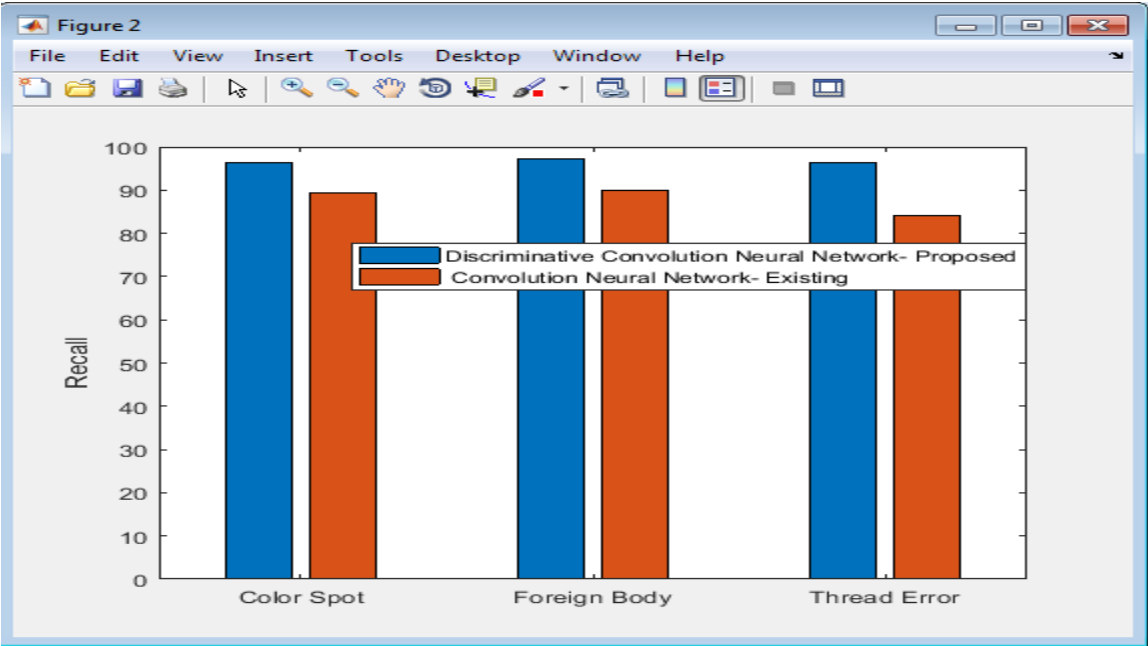 Figure 2
File Edit View Insert Tools Desktop Window Help
100
90
80
70
60
50
40
30
20
10
0
Recall
Discriminative Convolution Neural Network- Proposed
Convolution Neural Network- Existing
Color Spot Foreign Body Thread Error